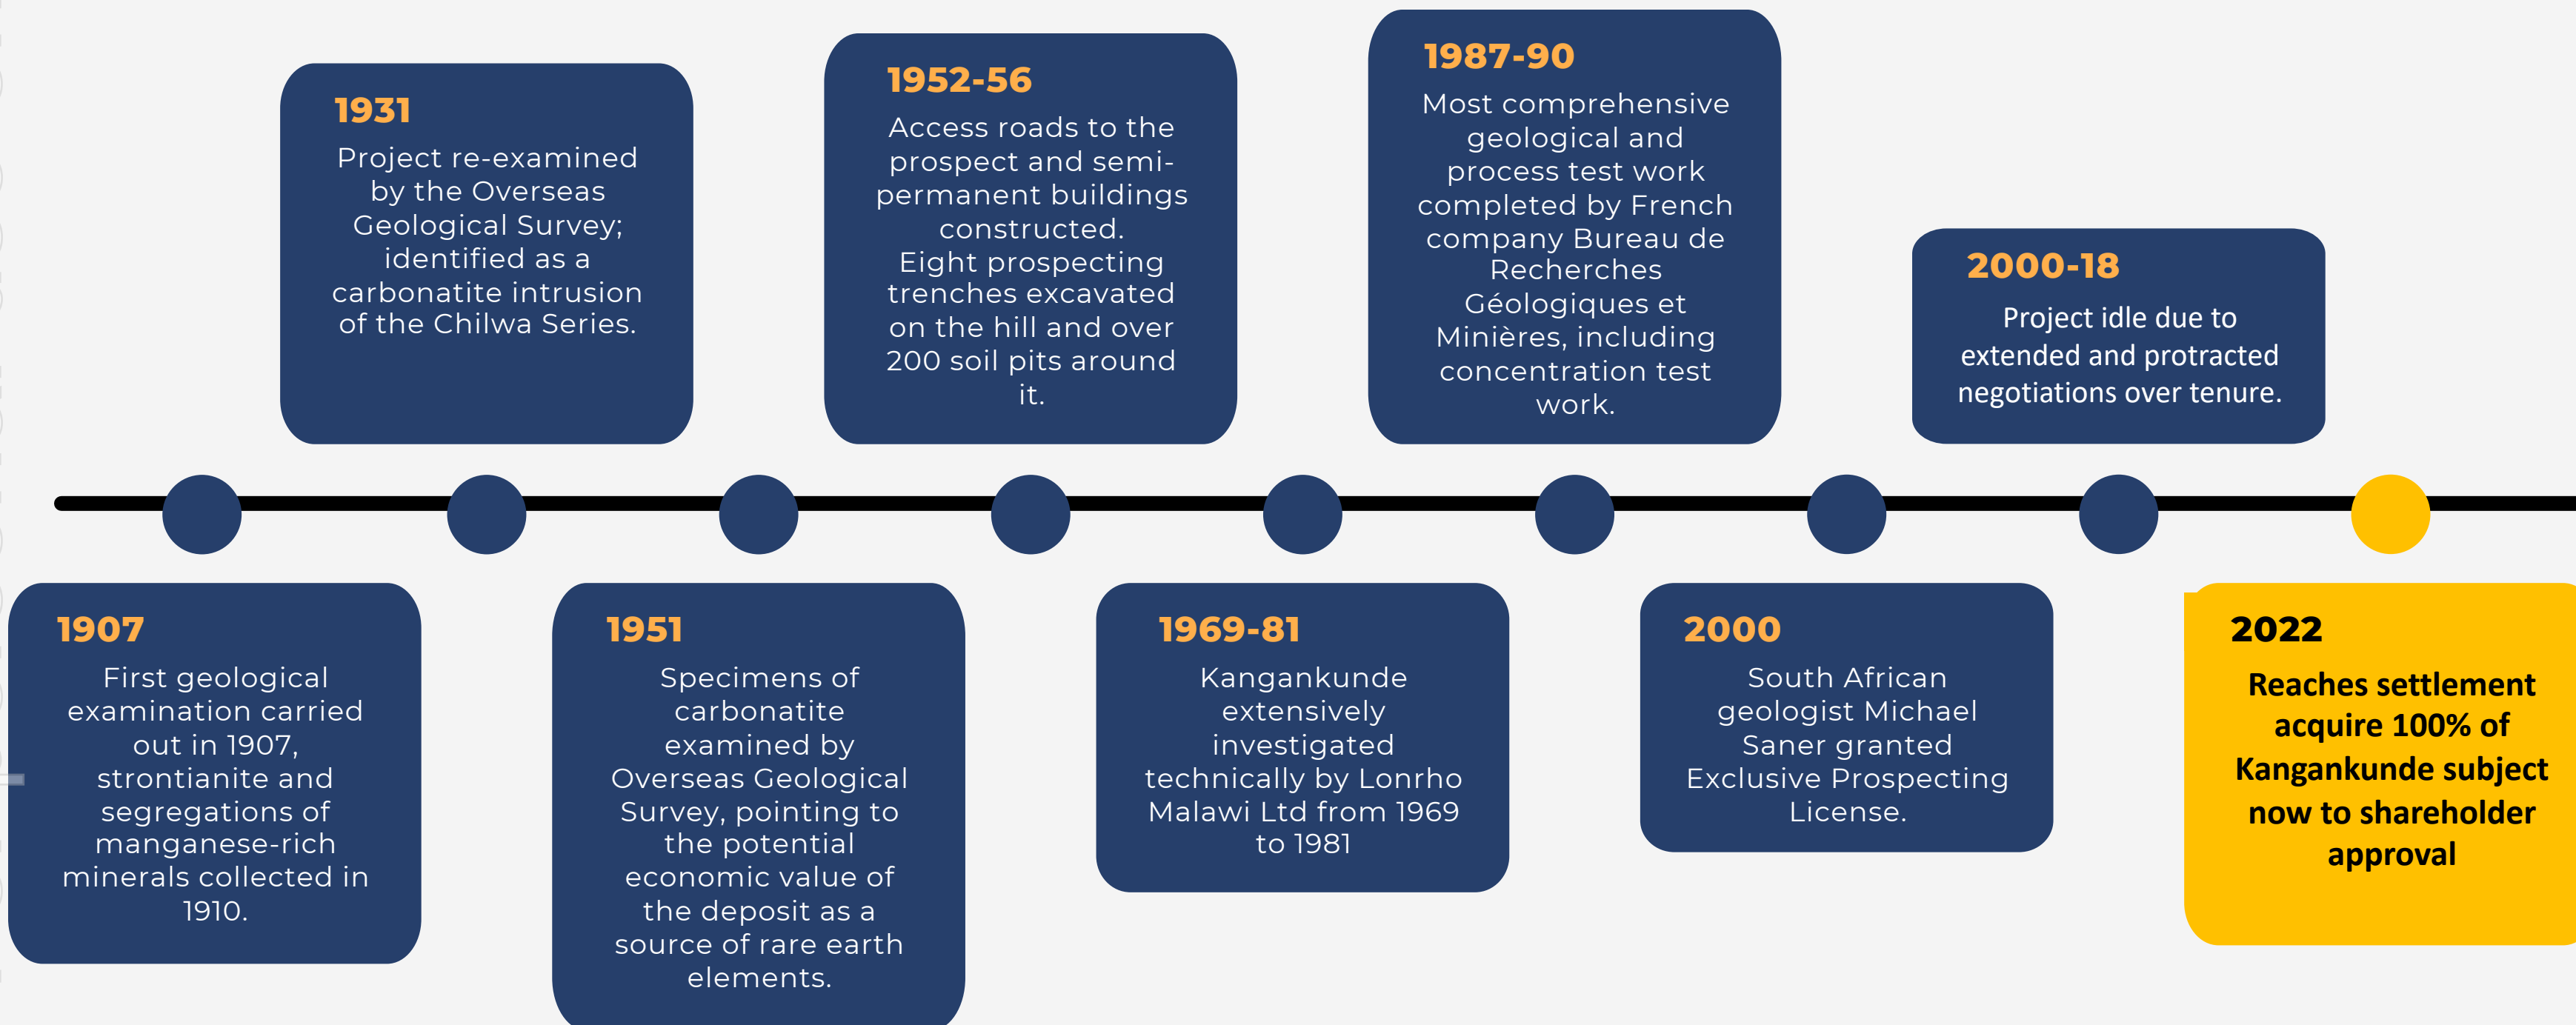 1907
First geological
examination carried
out in 1907,
strontianite and
segregations of
manganese-rich
minerals collected in
1910.
1931
Project re-examined
by the Overseas
Geological Survey;
identified as a
carbonatite intrusion
of the Chilwa Series.
1951
Specimens of
carbonatite
examined by
Overseas Geological
Survey, pointing to
the potential
economic value of
the deposit as a
source of rare earth
elements.
1952-56
Access roads to the
prospect and semi-
permanent buildings
constructed.
Eight prospecting
trenches excavated
on the hill and over
200 soil pits around
it.
1969-81
Kangankunde
extensively
investigated
technically by Lonrho
Malawi Ltd from 1969
to 1981
1987-90
Most comprehensive
geological and
process test work
completed by French
company Bureau de
Recherches
Géologiques et
Minières, including
concentration test
work.
2000
South African
geologist Michael
Saner granted
Exclusive Prospecting
License.
2000-18
Project idle due to
extended and protracted
negotiations over tenure.
2022
Reaches settlement
acquire 100% of
Kangankunde subject
now to shareholder
approval